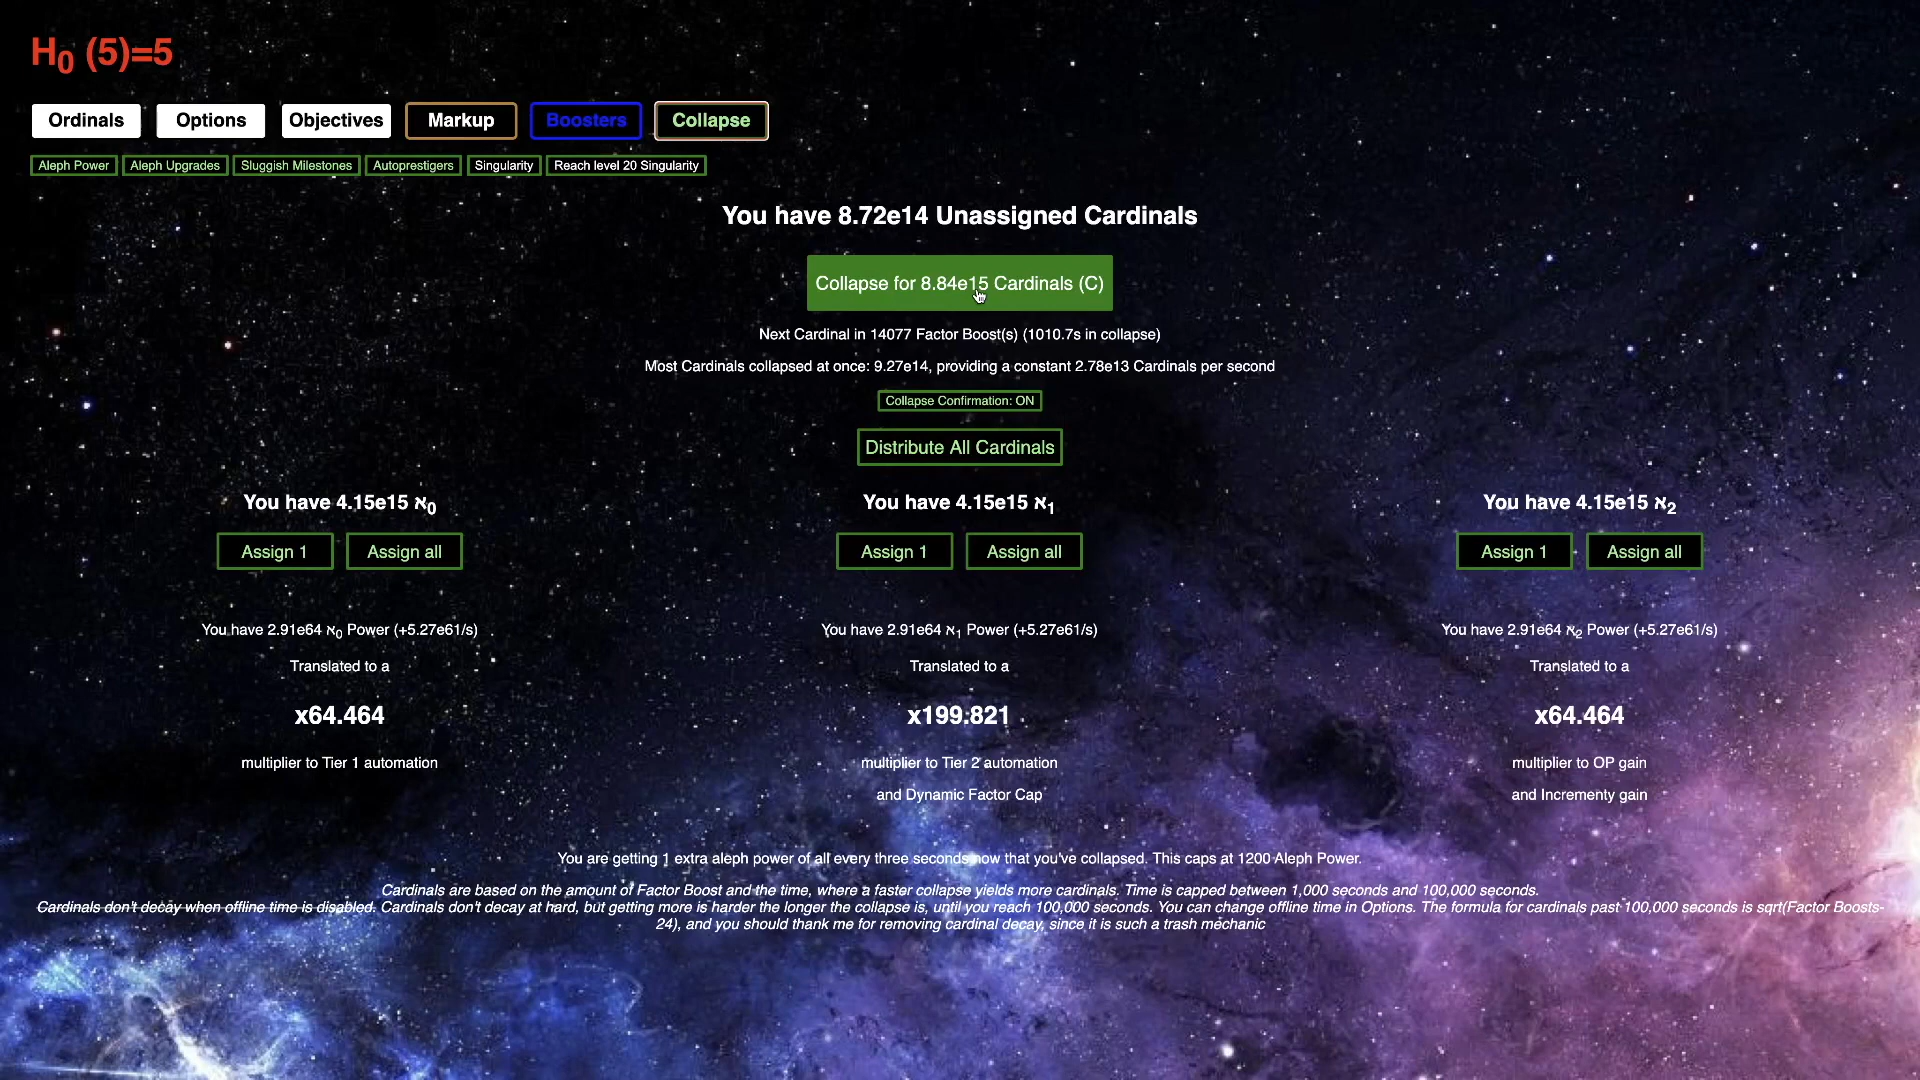 H0 (5)=5
Ordinals Options Objectives Markup Boosters Collapse
Aleph Power Aleph Upgrades Sluggish Milestones Autoprestigers Singularity Reach level 20 Singularity
You have 8.72e14 Unassigned Cardinals
Collapse for 8.84e15 Cardinals (C)
Next Cardinal in 14077 Factor Boost(s) (1010.7s in collapse)
Most Cardinals collapsed at once: 9.27e14, providing a constant 2.78e13 Cardinals per second
Collapse Confirmation: ON
Distribute All Cardinals
You have 4.15e15 ℵ0 You have 4.15e15 ℵ1 You have 4.15e15 ℵ2
Assign 1 Assign all Assign 1 Assign all Assign 1 Assign all
You have 2.91e64 ℵ0 Power (+5.27e61/s) You have 2.91e64 ℵ1 Power (+5.27e61/s) You have 2.91e64 ℵ2 Power (+5.27e61/s)
Translated to a Translated to a Translated to a
x64.464 x199.821 x64.464
multiplier to Tier 1 automation multiplier to Tier 2 automation multiplier to OP gain
and Dynamic Factor Cap and Incrementy gain
You are getting 1 extra aleph power of all every three seconds now that you've collapsed. This caps at 1200 Aleph Power.
Cardinals are based on the amount of Factor Boost and the time, where a faster collapse yields more cardinals. Time is capped between 1,000 seconds and 100,000 seconds.
Cardinals don't decay when offline time is disabled. Cardinals don't decay at hard, but getting more is harder the longer the collapse is, until you reach 100,000 seconds. You can change offline time in Options. The formula for cardinals past 100,000 seconds is sqrt(Factor Boosts-
24), and you should thank me for removing cardinal decay, since it is such a trash mechanic